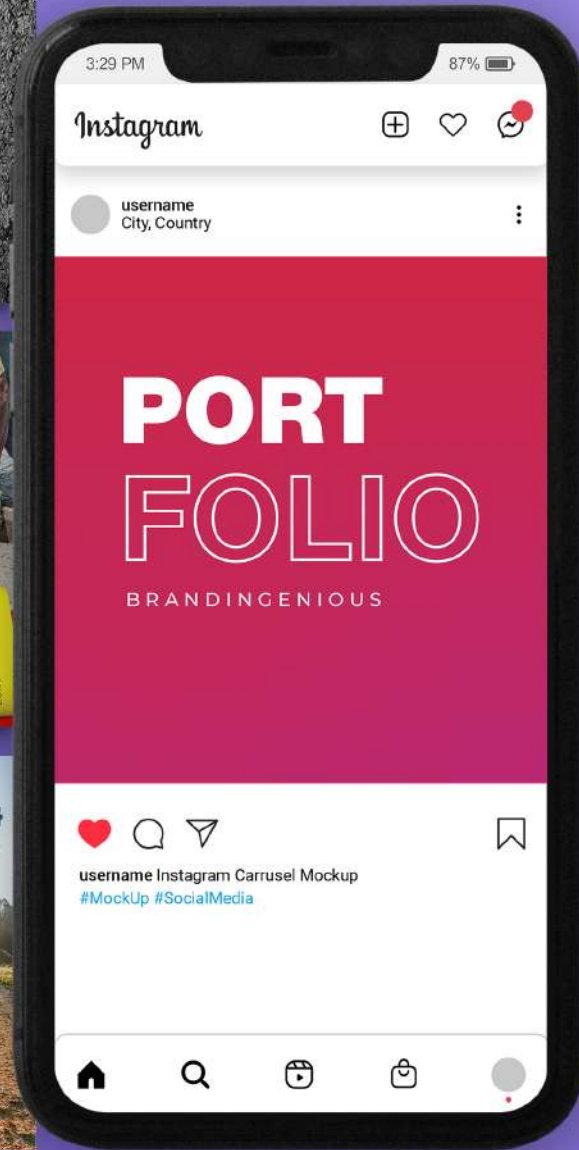 3:29 PM 87%
Instagram
username
City, Country
PORT
FOLIO
BRANDINGENIOUS
username Instagram Carrusel Mockup
#MockUp #SocialMedia